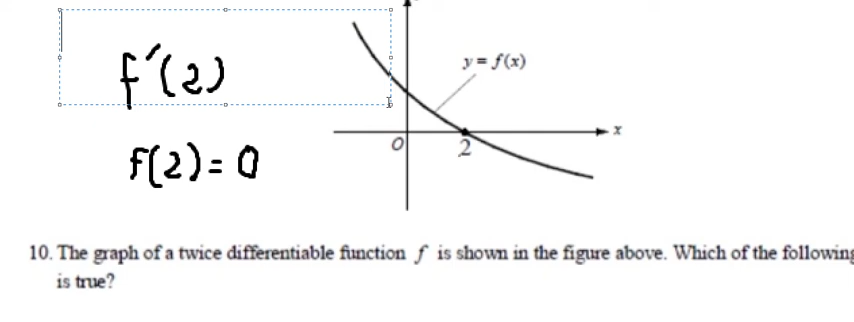 f'(2)
y = f(x)
x
O
2
f(2) = 0
10. The graph of a twice differentiable function f is shown in the figure above. Which of the following
is true?